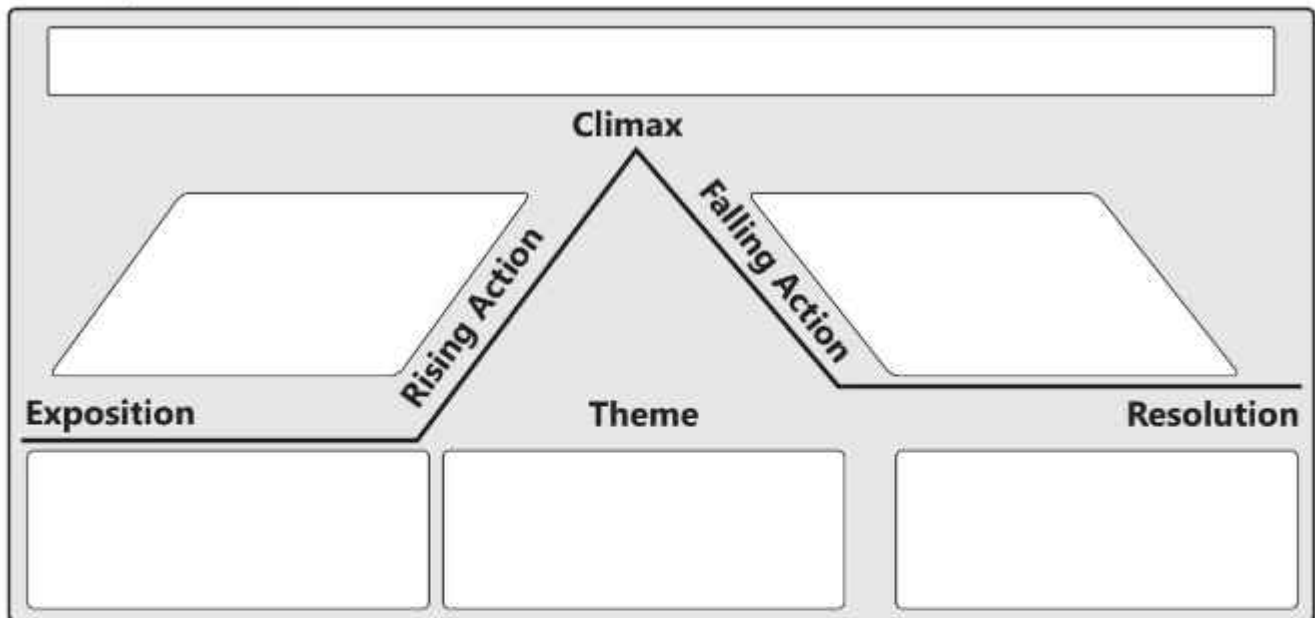 Climax
Rising Action
Falling Action
Exposition
Theme
Resolution